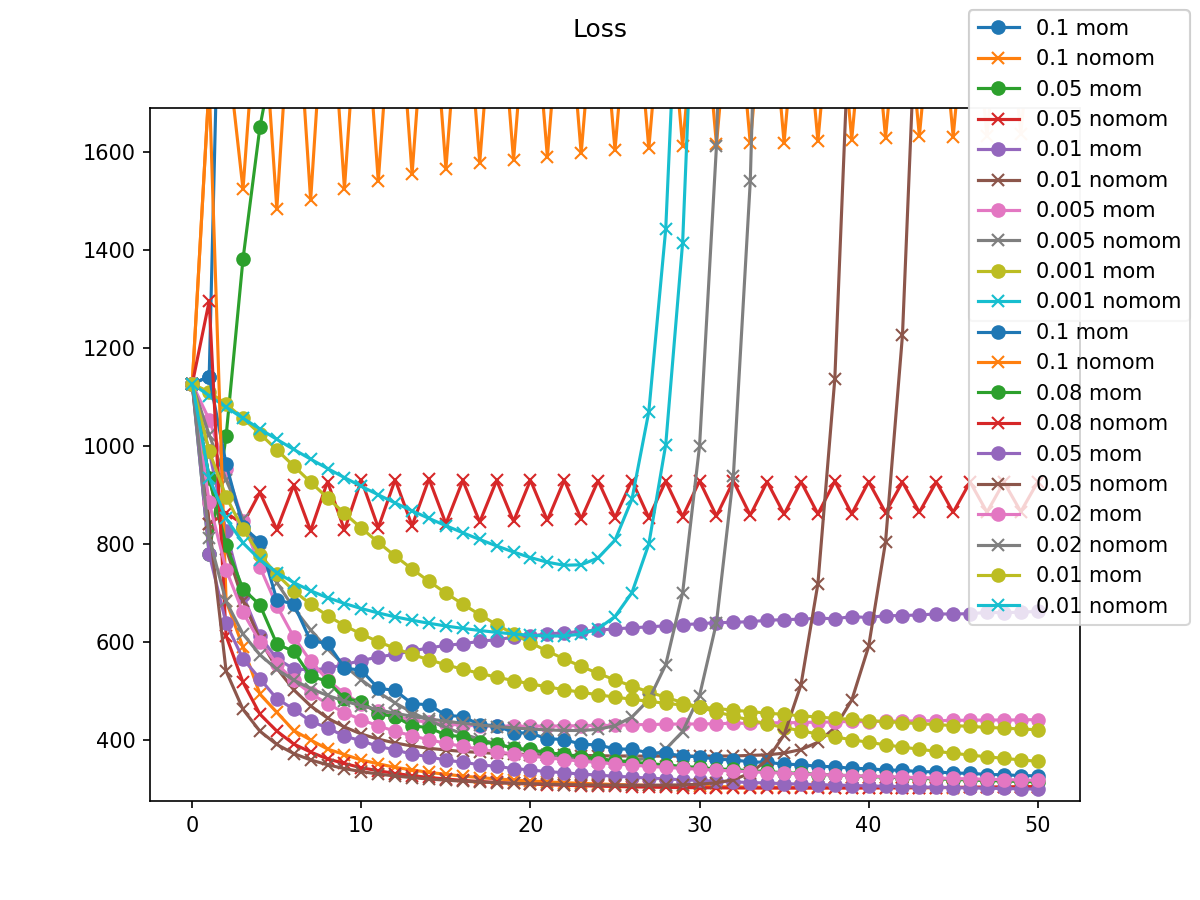 Loss
0.1 mom
0.1 nomom
0.05 mom
0.05 nomom
0.01 mom
0.01 nomom
0.005 mom
0.005 nomom
0.001 mom
0.001 nomom
0.1 mom
0.1 nomom
0.08 mom
0.08 nomom
0.05 mom
0.05 nomom
0.02 mom
0.02 nomom
0.01 mom
0.01 nomom
1600
1400
1200
1000
800
600
400
0 10 20 30 40 50